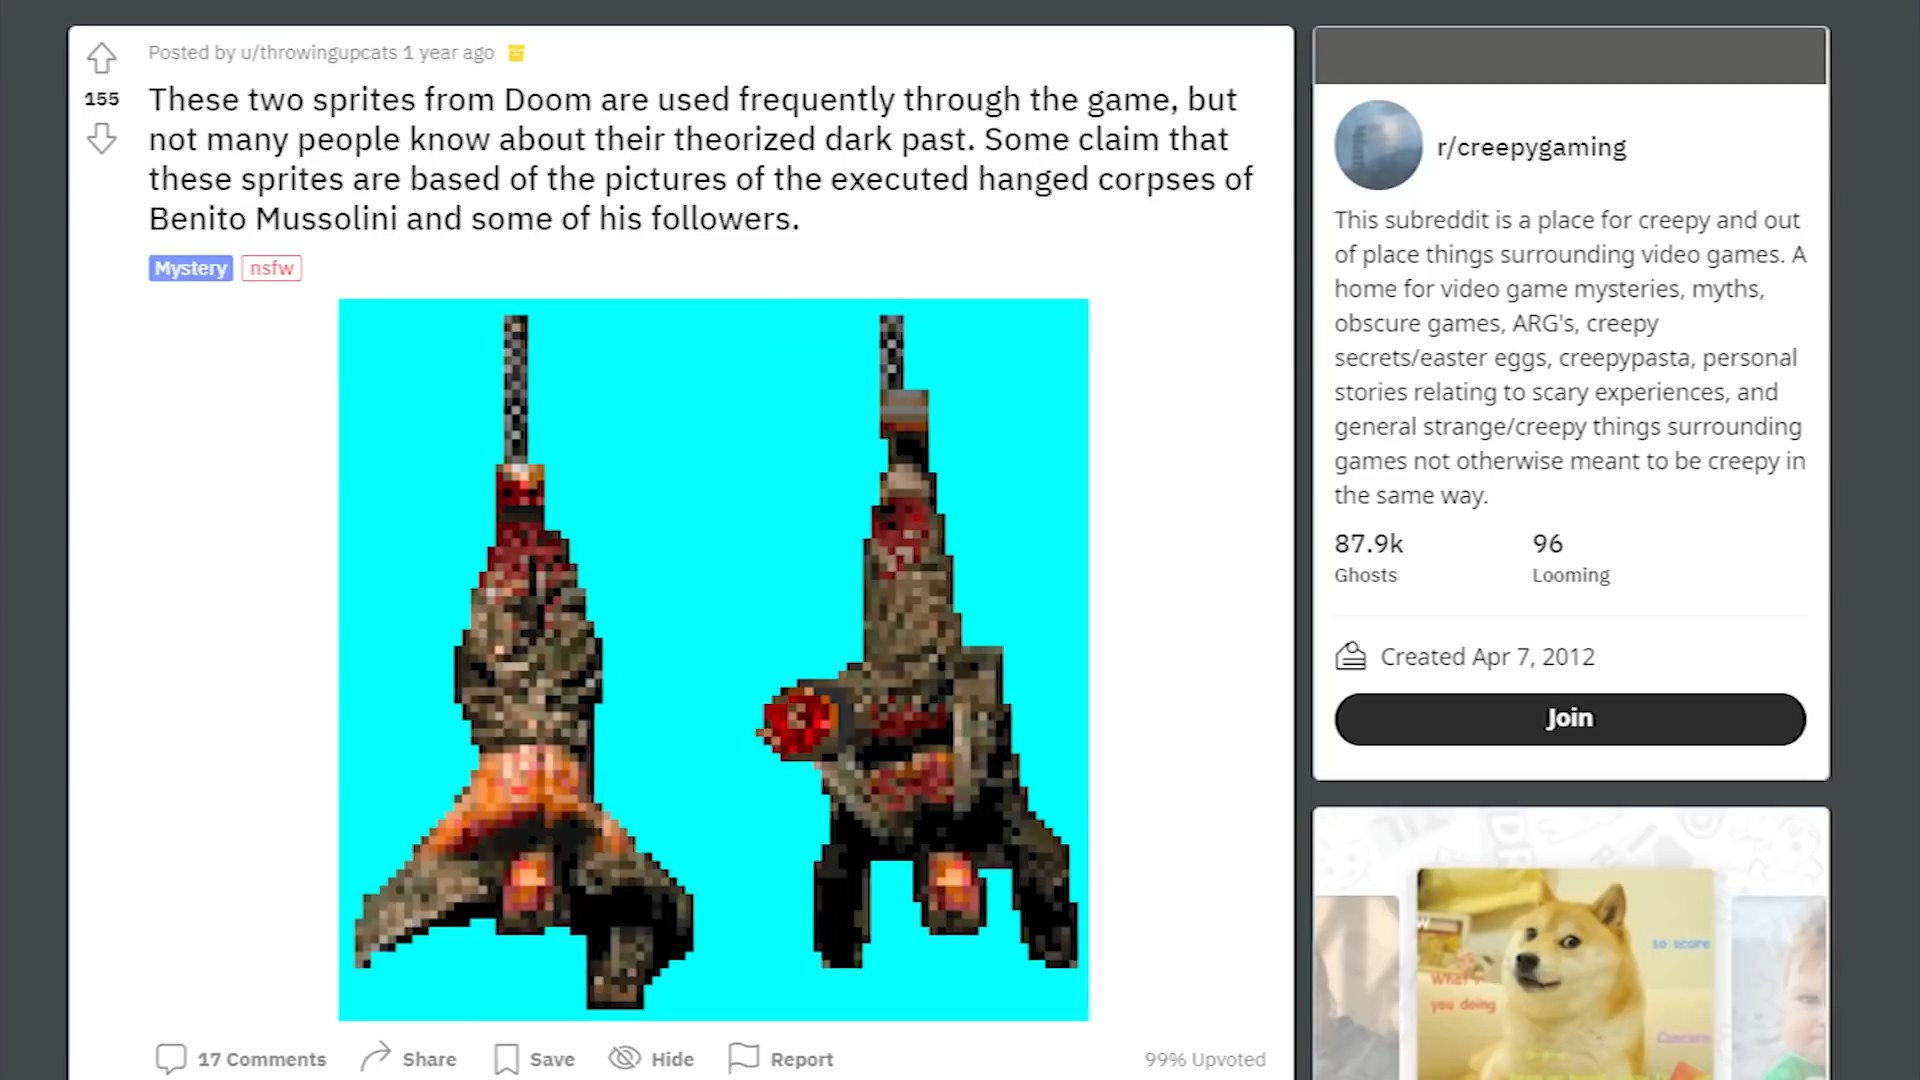 Posted by u/throwingupcats 1 year ago
155
These two sprites from Doom are used frequently through the game, but
not many people know about their theorized dark past. Some claim that
these sprites are based of the pictures of the executed hanged corpses of
Benito Mussolini and some of his followers.
Mystery nsfw
17 Comments Share Save Hide Report 99% Upvoted
r/creepygaming
This subreddit is a place for creepy and out
of place things surrounding video games. A
home for video game mysteries, myths,
obscure games, ARG's, creepy
secrets/easter eggs, creepypasta, personal
stories relating to scary experiences, and
general strange/creepy things surrounding
games not otherwise meant to be creepy in
the same way.
87.9k 96
Ghosts Looming
Created Apr 7, 2012
Join
so scare
What r
you doing
Concern